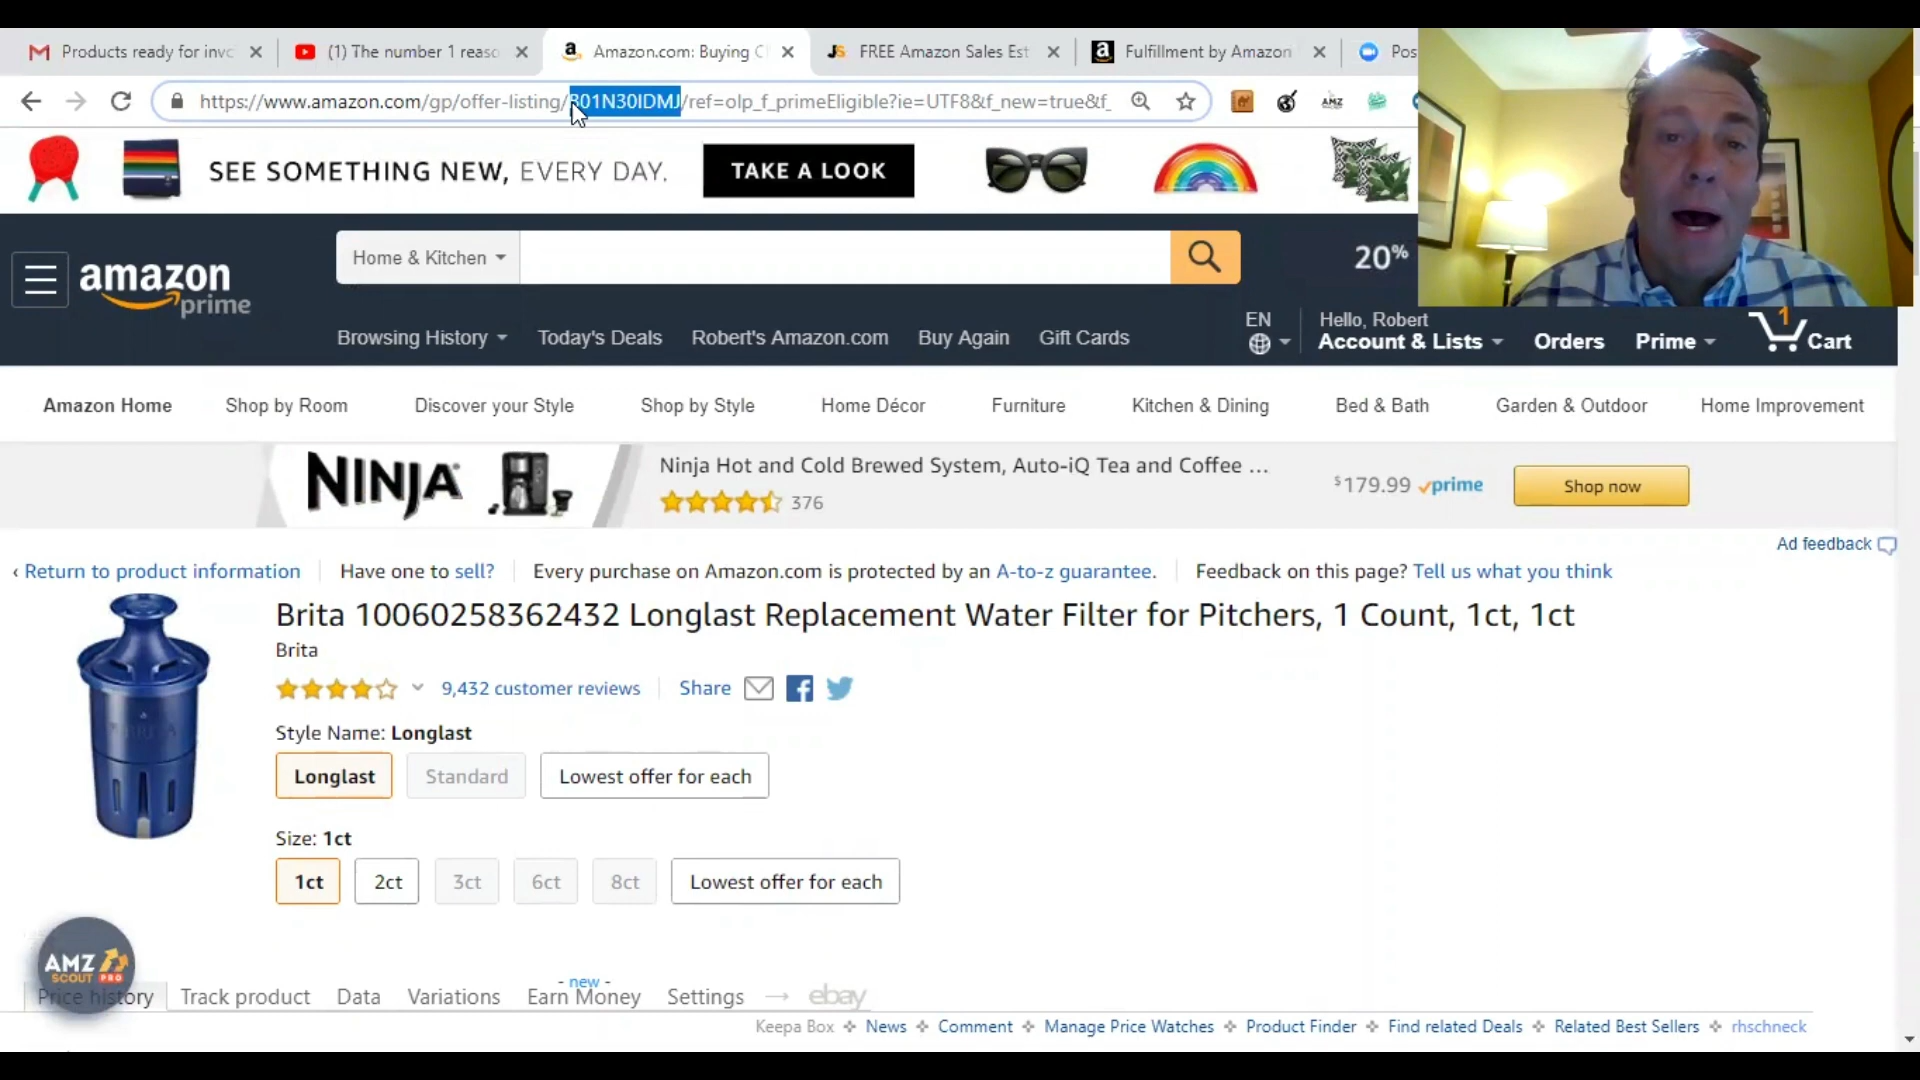 Products ready for invc
(1) The number 1 reaso
Amazon.com: Buying C
FREE Amazon Sales Est
Fulfillment by Amazon
Pos
https://www.amazon.com/gp/offer-listing/B01N30IDMJ/ref=olp_f_primeEligible?ie=UTF8&f_new=true&f_
SEE SOMETHING NEW, EVERY DAY.
TAKE A LOOK
amazon
prime
Home & Kitchen
20%
Browsing History
Today's Deals
Robert's Amazon.com
Buy Again
Gift Cards
EN
Hello, Robert
Account & Lists
Orders
Prime
1
Cart
Amazon Home
Shop by Room
Discover your Style
Shop by Style
Home Décor
Furniture
Kitchen & Dining
Bed & Bath
Garden & Outdoor
Home Improvement
NINJA
Ninja Hot and Cold Brewed System, Auto-iQ Tea and Coffee ...
376
$179.99 prime
Shop now
Ad feedback
‹ Return to product information
Have one to sell?
Every purchase on Amazon.com is protected by an A-to-z guarantee.
Feedback on this page? Tell us what you think
Brita 10060258362432 Longlast Replacement Water Filter for Pitchers, 1 Count, 1ct, 1ct
Brita
9,432 customer reviews
Share
Style Name: Longlast
Longlast
Standard
Lowest offer for each
Size: 1ct
1ct
2ct
3ct
6ct
8ct
Lowest offer for each
AMZ
SCOUT PRO
Price history
Track product
Data
Variations
- new -
Earn Money
Settings
ebay
Keepa Box
News
Comment
Manage Price Watches
Product Finder
Find related Deals
Related Best Sellers
rhschneck